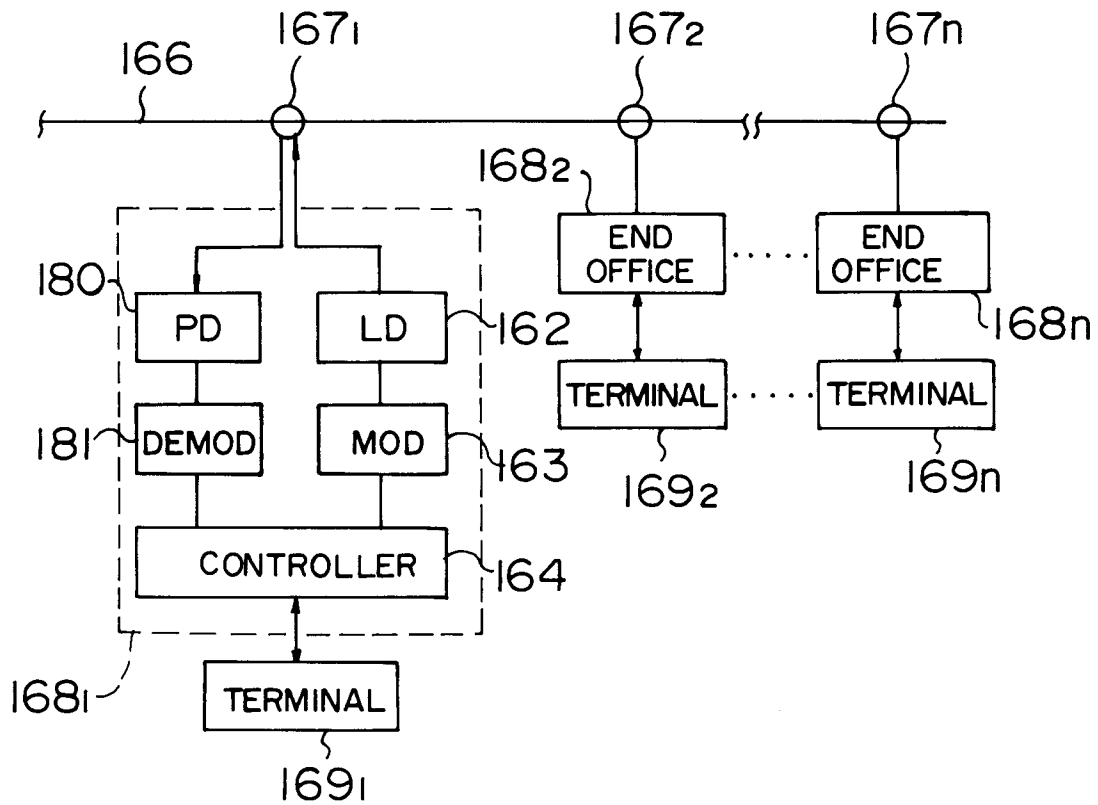 166
167₁
167₂
167n
168₂
END
OFFICE
END
OFFICE
180
PD
LD
162
168n
TERMINAL
TERMINAL
181
DEMOD
MOD
163
169₂
169n
CONTROLLER
164
168₁
TERMINAL
169₁